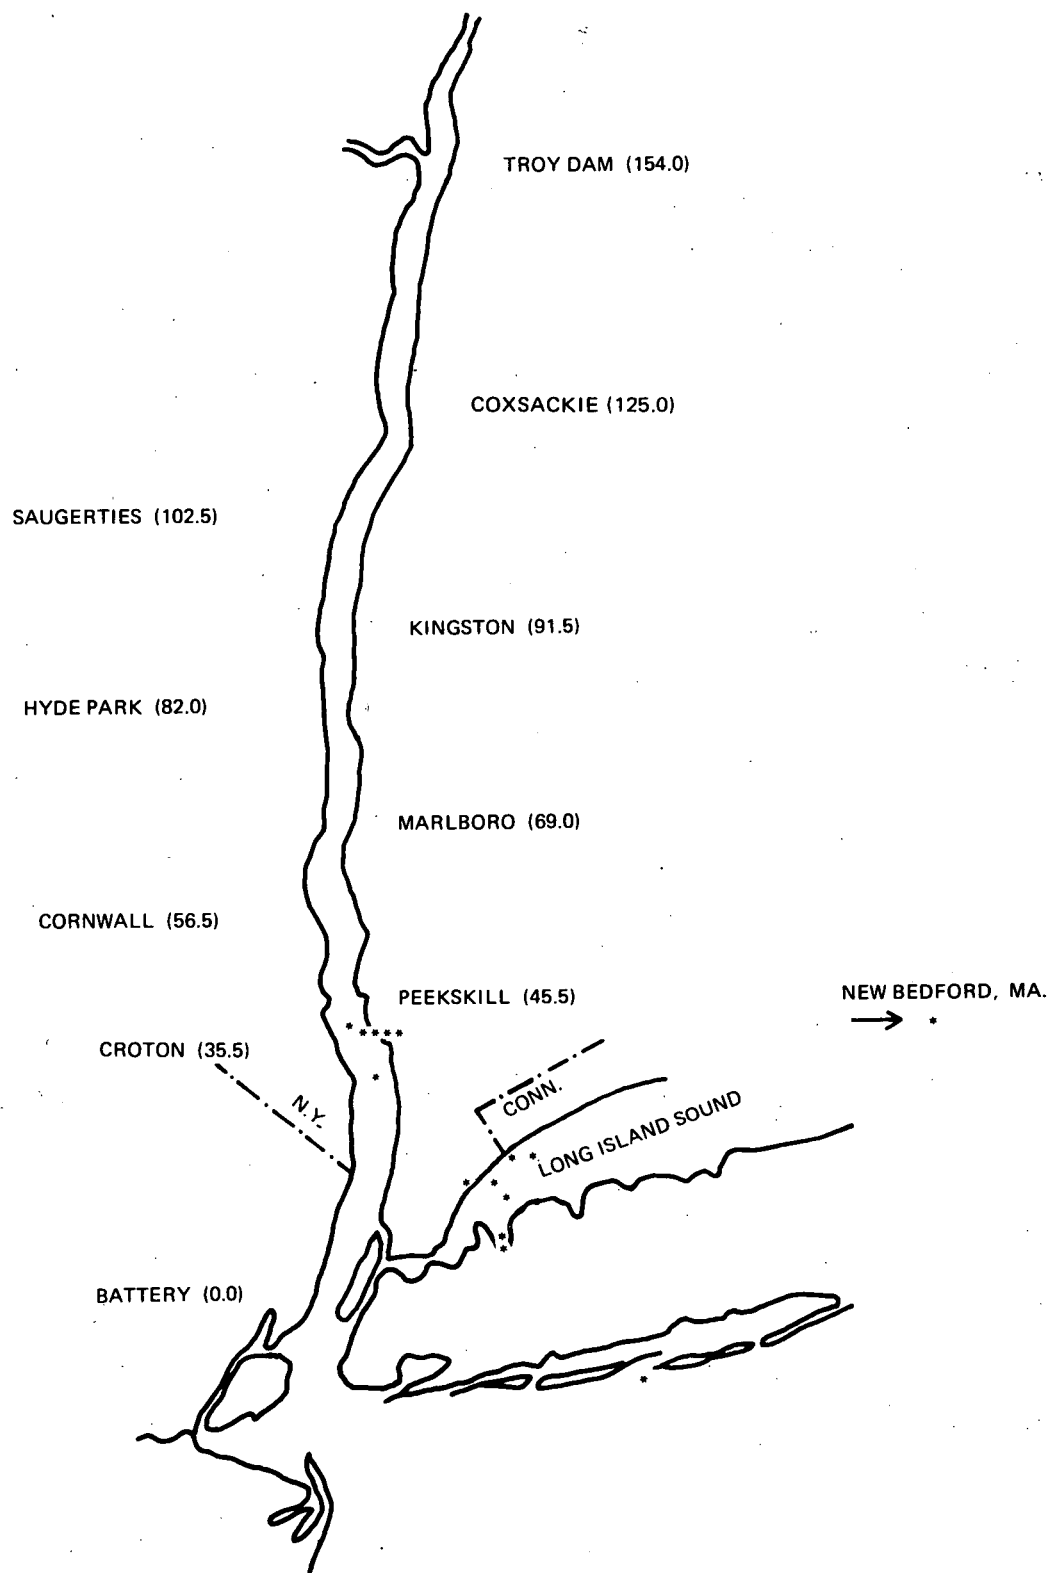 TROY DAM (154.0)
COXSACKIE (125.0)
SAUGERTIES (102.5)
KINGSTON (91.5)
HYDE PARK (82.0)
MARLBORO (69.0)
CORNWALL (56.5)
PEEKSKILL (45.5)
NEW BEDFORD, MA.
* * * * *
*
CROTON (35.5)
*
N.Y.
CONN.
LONG ISLAND SOUND
BATTERY (0.0)